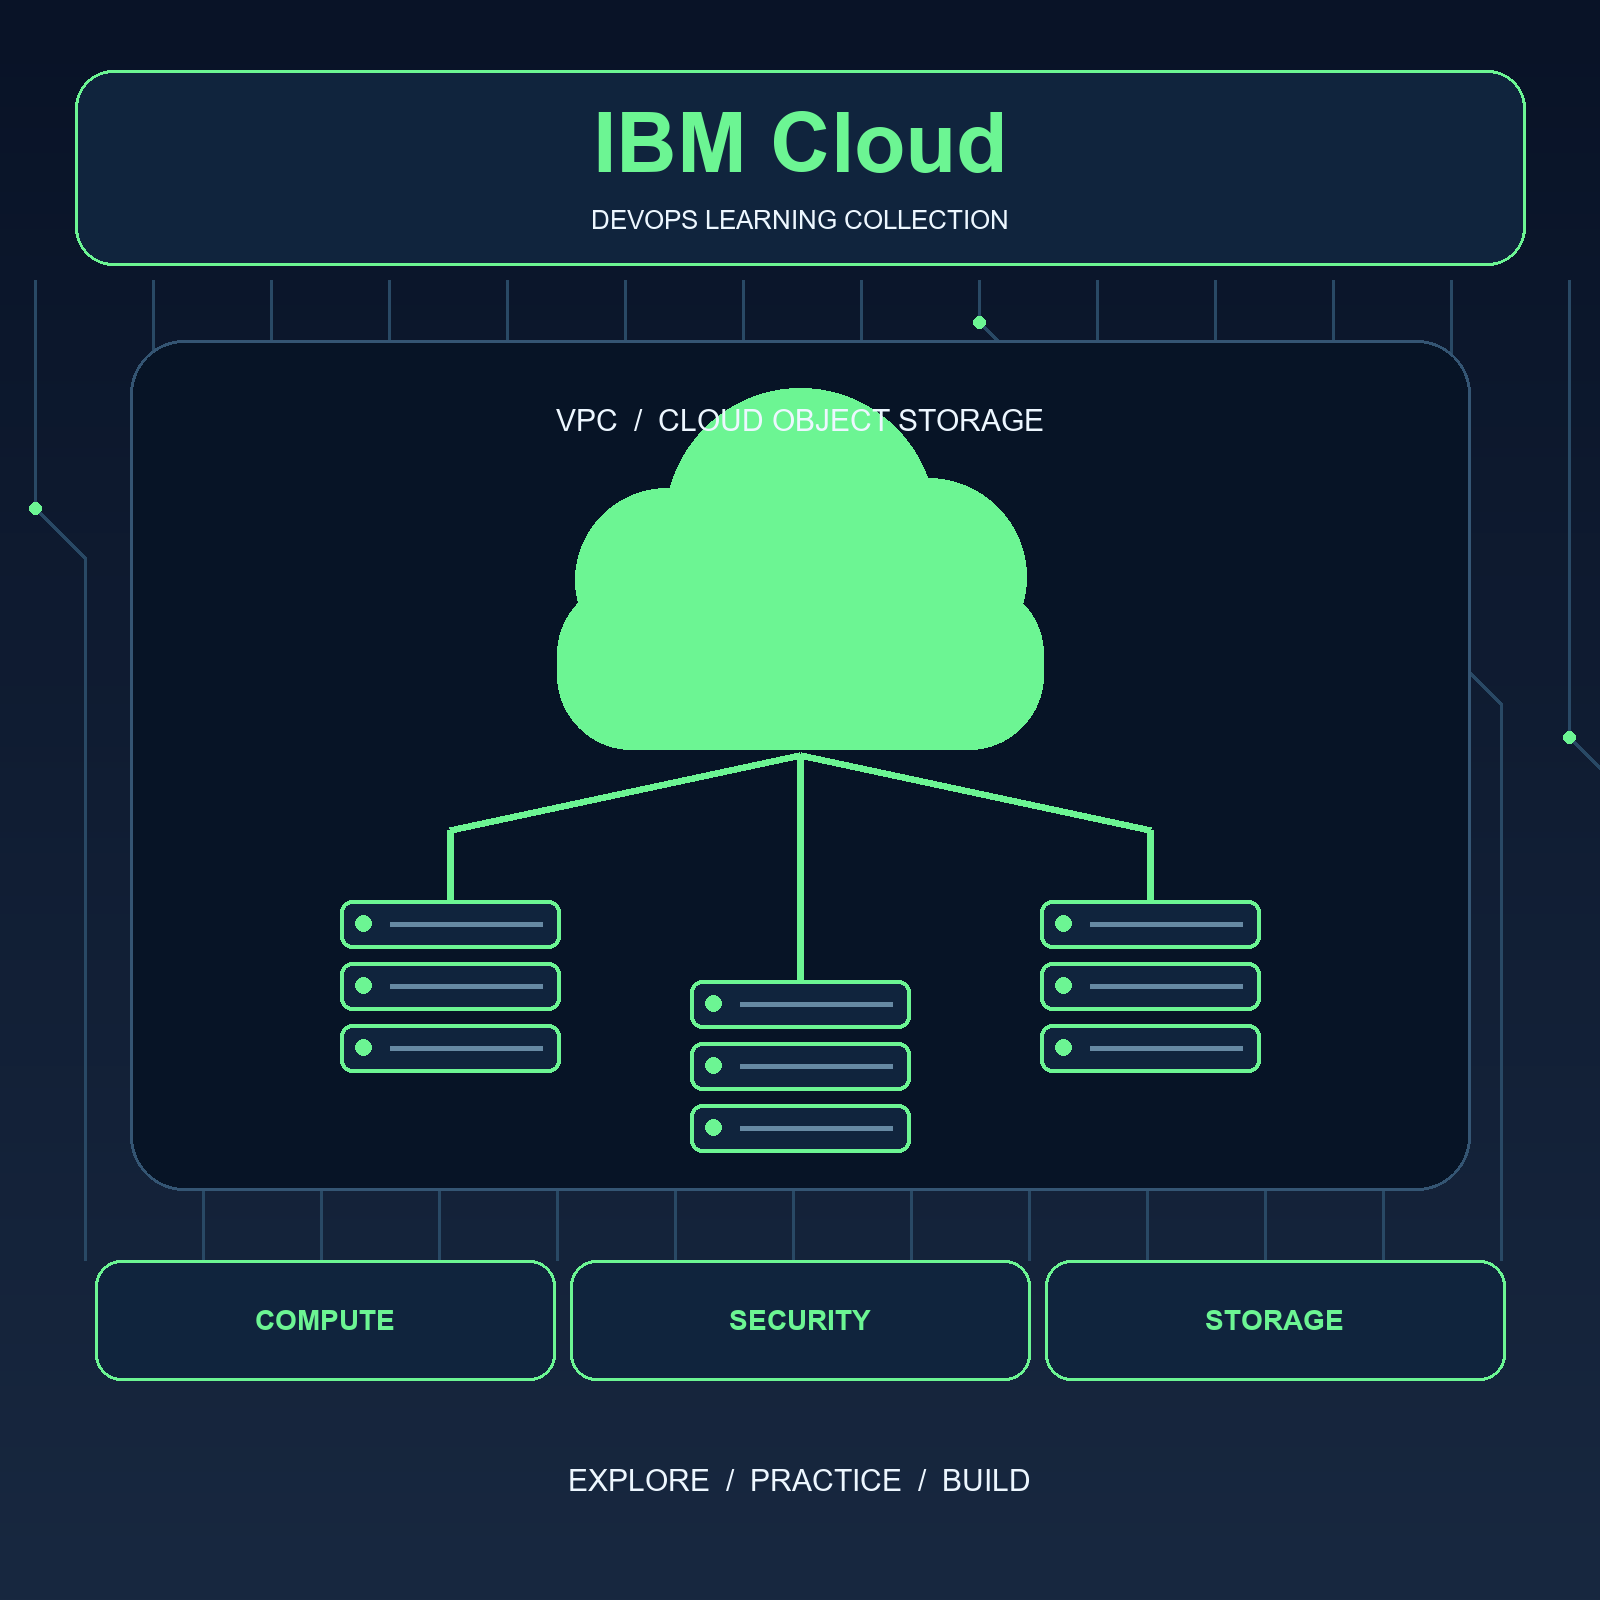 IBM Cloud
DEVOPS LEARNING COLLECTION
VPC / CLOUD OBJECT STORAGE
COMPUTE
SECURITY
STORAGE
EXPLORE / PRACTICE / BUILD